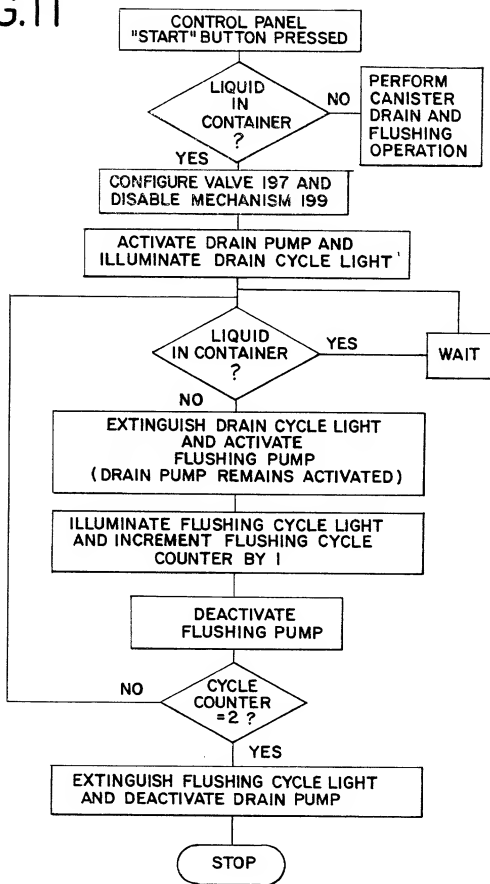 G.11
CONTROL PANEL
"START" BUTTON PRESSED
LIQUID
IN
CONTAINER
?
NO
PERFORM
CANISTER
DRAIN AND
FLUSHING
OPERATION
YES
CONFIGURE VALVE 197 AND
DISABLE MECHANISM 199
ACTIVATE DRAIN PUMP AND
ILLUMINATE DRAIN CYCLE LIGHT
LIQUID
IN CONTAINER
?
YES
WAIT
NO
EXTINGUISH DRAIN CYCLE LIGHT
AND ACTIVATE
FLUSHING PUMP
(DRAIN PUMP REMAINS ACTIVATED)
ILLUMINATE FLUSHING CYCLE LIGHT
AND INCREMENT FLUSHING CYCLE
COUNTER BY 1
DEACTIVATE
FLUSHING PUMP
NO
CYCLE
COUNTER
=2 ?
YES
EXTINGUISH FLUSHING CYCLE LIGHT
AND DEACTIVATE DRAIN PUMP
STOP